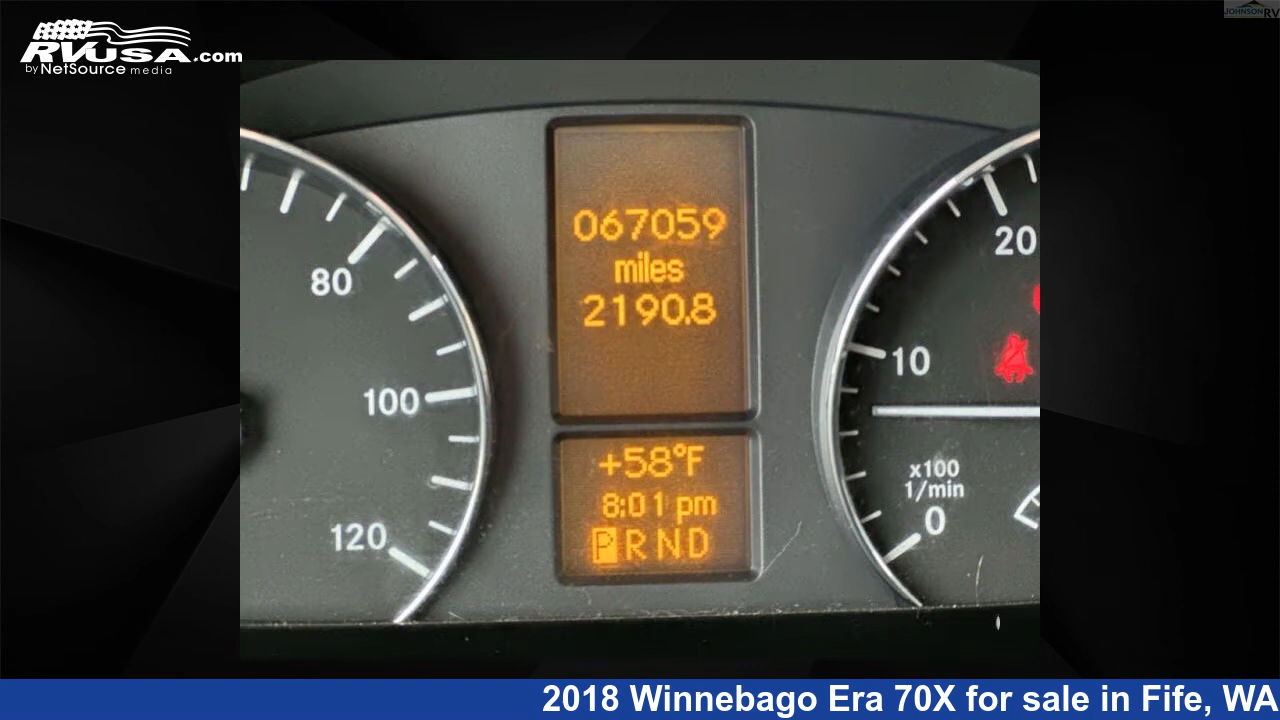 RVUSA.com
by NetSource media
JOHNSON RV
067059
miles
2190.8
80
100
120
20
10
x100
1/min
0
+58°F
8:01 pm
P R N D
2018 Winnebago Era 70X for sale in Fife, WA